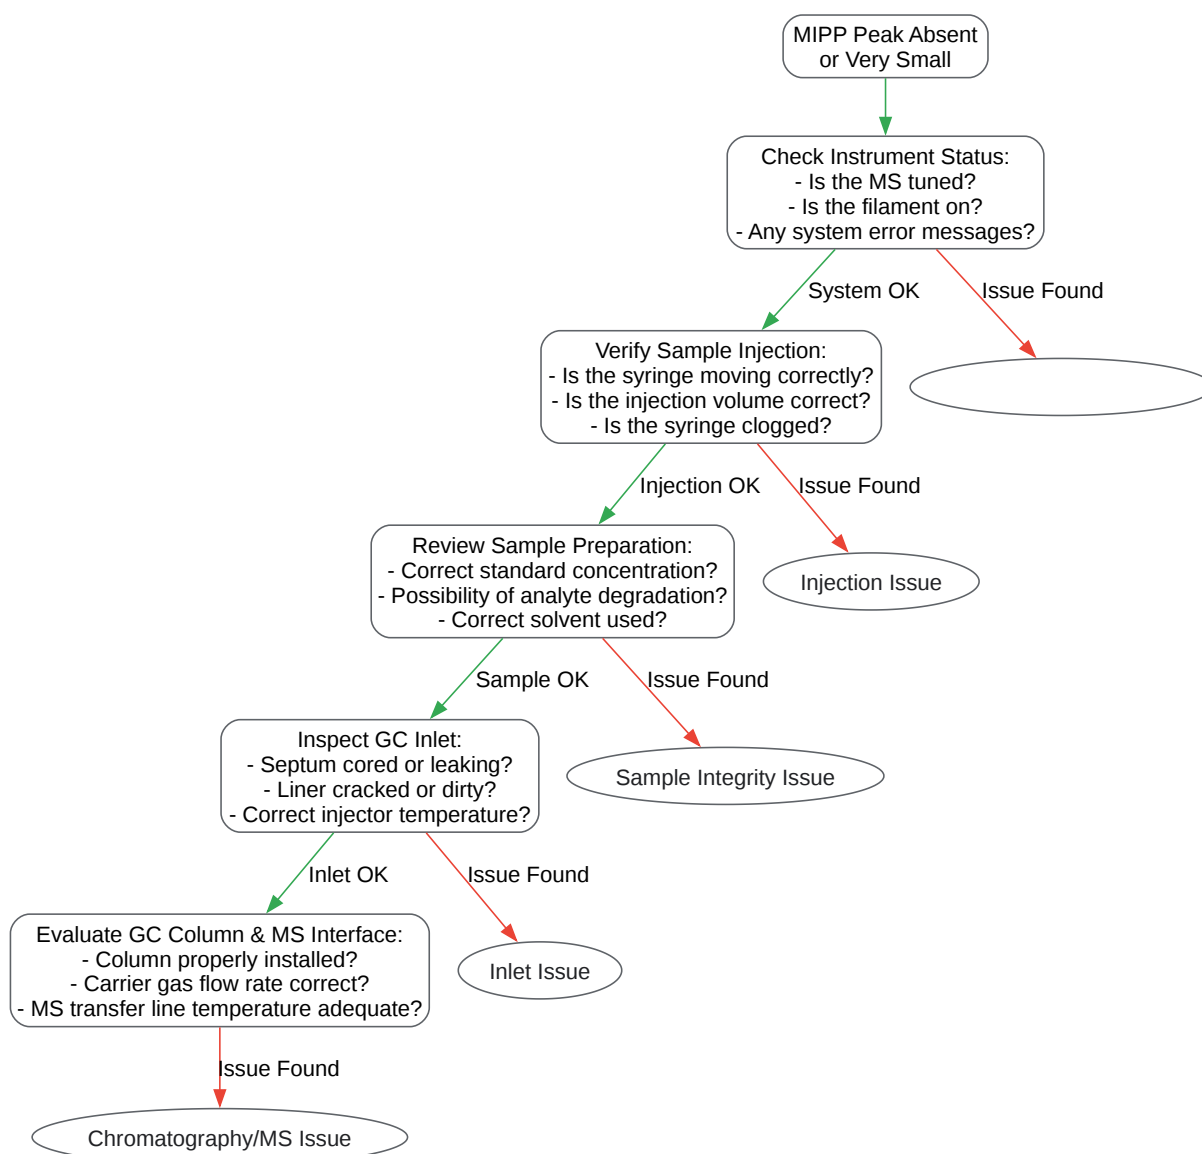 MIPP Peak Absent
or Very Small
Check Instrument Status:
- Is the MS tuned?
- Is the filament on?
- Any system error messages?
System OK
Issue Found
Verify Sample Injection:
- Is the syringe moving correctly?
- Is the injection volume correct?
- Is the syringe clogged?
Injection OK
Issue Found
Review Sample Preparation:
- Correct standard concentration?
- Possibility of analyte degradation?
- Correct solvent used?
Injection Issue
Sample OK
Issue Found
Inspect GC Inlet:
- Septum cored or leaking?
- Liner cracked or dirty?
- Correct injector temperature?
Sample Integrity Issue
Inlet OK
Issue Found
Evaluate GC Column & MS Interface:
- Column properly installed?
- Carrier gas flow rate correct?
- MS transfer line temperature adequate?
Inlet Issue
Issue Found
Chromatography/MS Issue